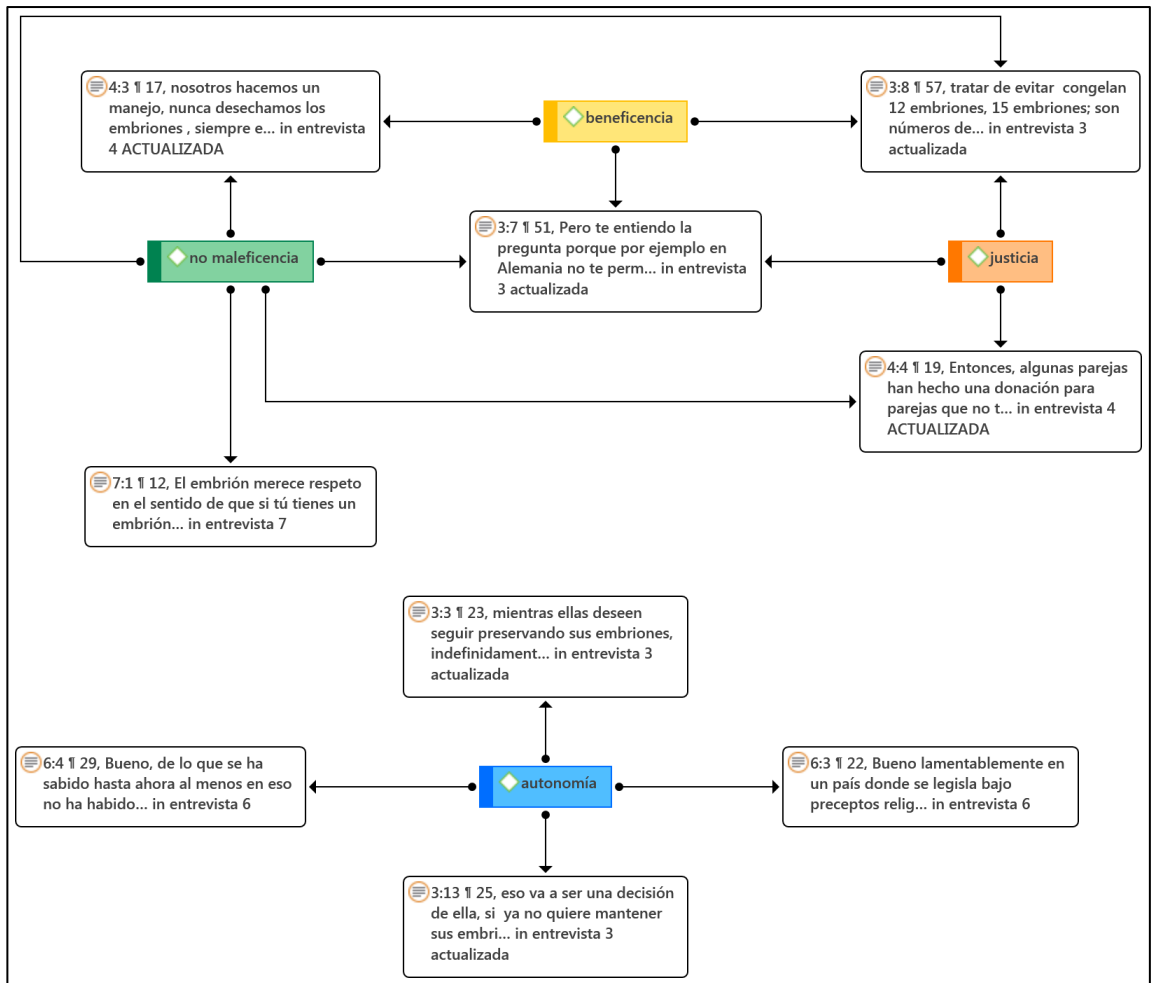 4:3 ¶ 17, nosotros hacemos un
manejo, nunca desechamos los
embriones , siempre e... in entrevista
4 ACTUALIZADA
beneficencia
3:8 ¶ 57, tratar de evitar  congelan
12 embriones, 15 embriones; son
números de... in entrevista 3
actualizada
no maleficencia
3:7 ¶ 51, Pero te entiendo la
pregunta porque por ejemplo en
Alemania no te perm... in entrevista
3 actualizada
justicia
4:4 ¶ 19, Entonces, algunas parejas
han hecho una donación para
parejas que no t... in entrevista 4
ACTUALIZADA
7:1 ¶ 12, El embrión merece respeto
en el sentido de que si tú tienes un
embrión... in entrevista 7
3:3 ¶ 23, mientras ellas deseen
seguir preservando sus embriones,
indefinidament... in entrevista 3
actualizada
6:4 ¶ 29, Bueno, de lo que se ha
sabido hasta ahora al menos en eso
no ha habido... in entrevista 6
autonomía
6:3 ¶ 22, Bueno lamentablemente en
un país donde se legisla bajo
preceptos relig... in entrevista 6
3:13 ¶ 25, eso va a ser una decisión
de ella, si  ya no quiere mantener
sus embri... in entrevista 3
actualizada